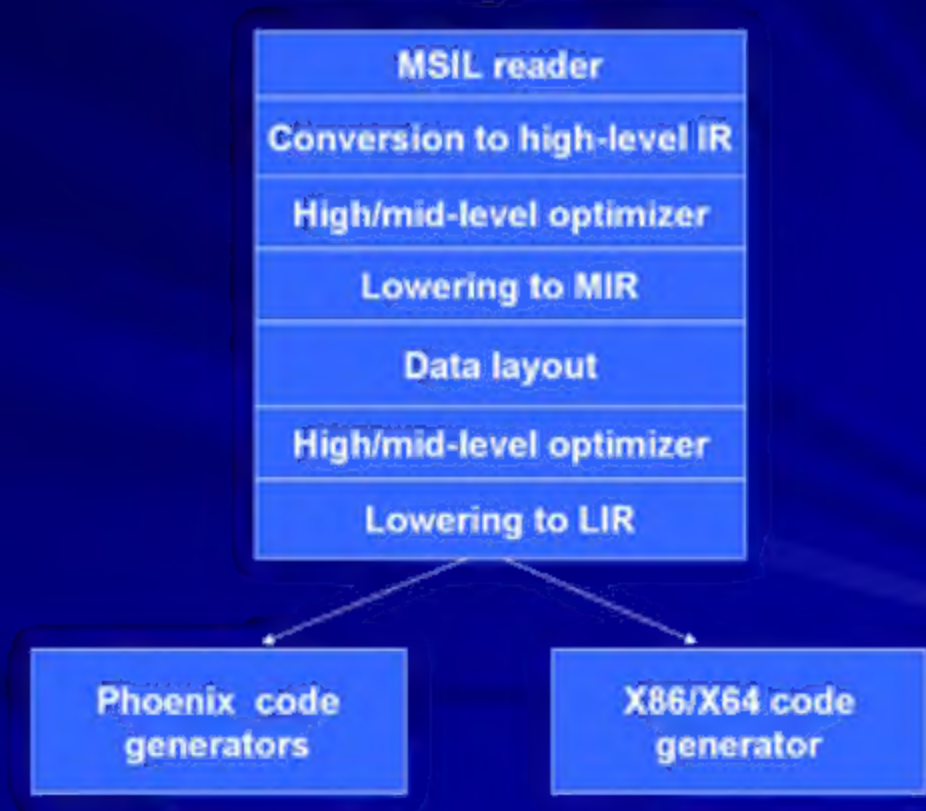 MSIL reader
Conversion to high-level IR
High/mid-level optimizer
Lowering to MIR
Data layout
High/mid-level optimizer
Lowering to LIR
Phoenix code
generators
X86/X64 code
generator